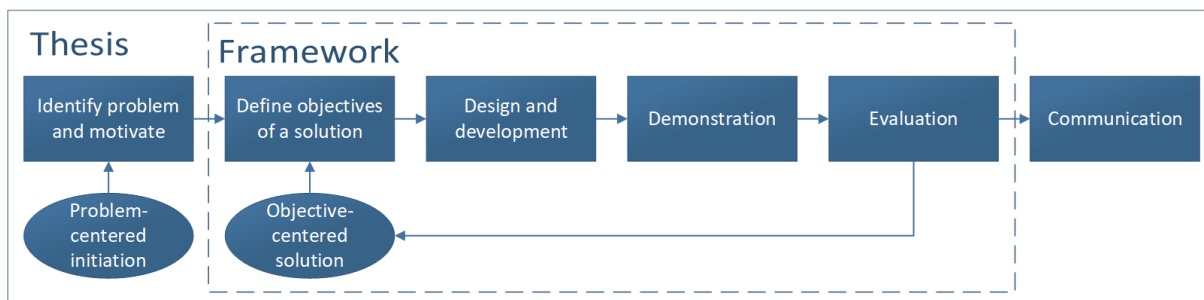 Thesis
Framework
Identify problem
and motivate
Define objectives
of a solution
Design and
development
Demonstration
Evaluation
Communication
Problem-
centered
initiation
Objective-
centered
solution